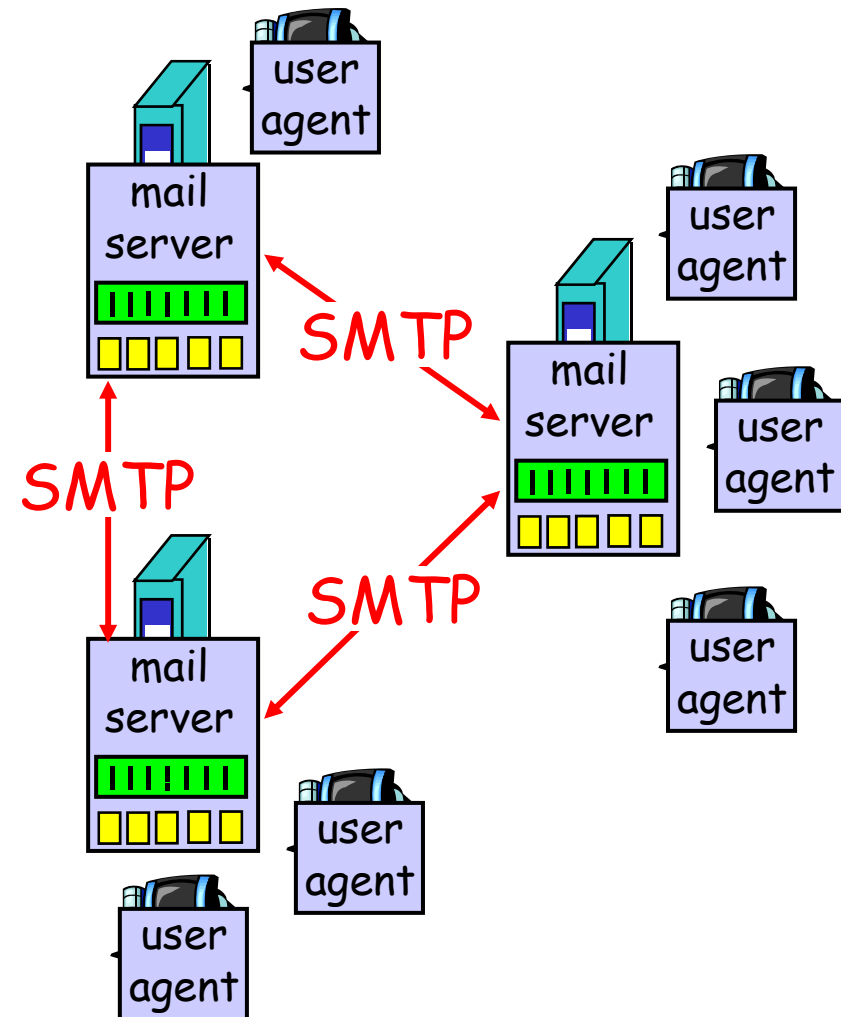 user
agent
mail
server
user
agent
SMTP
mail
server
user
agent
SMTP
SMTP
user
agent
mail
server
user
agent
user
agent